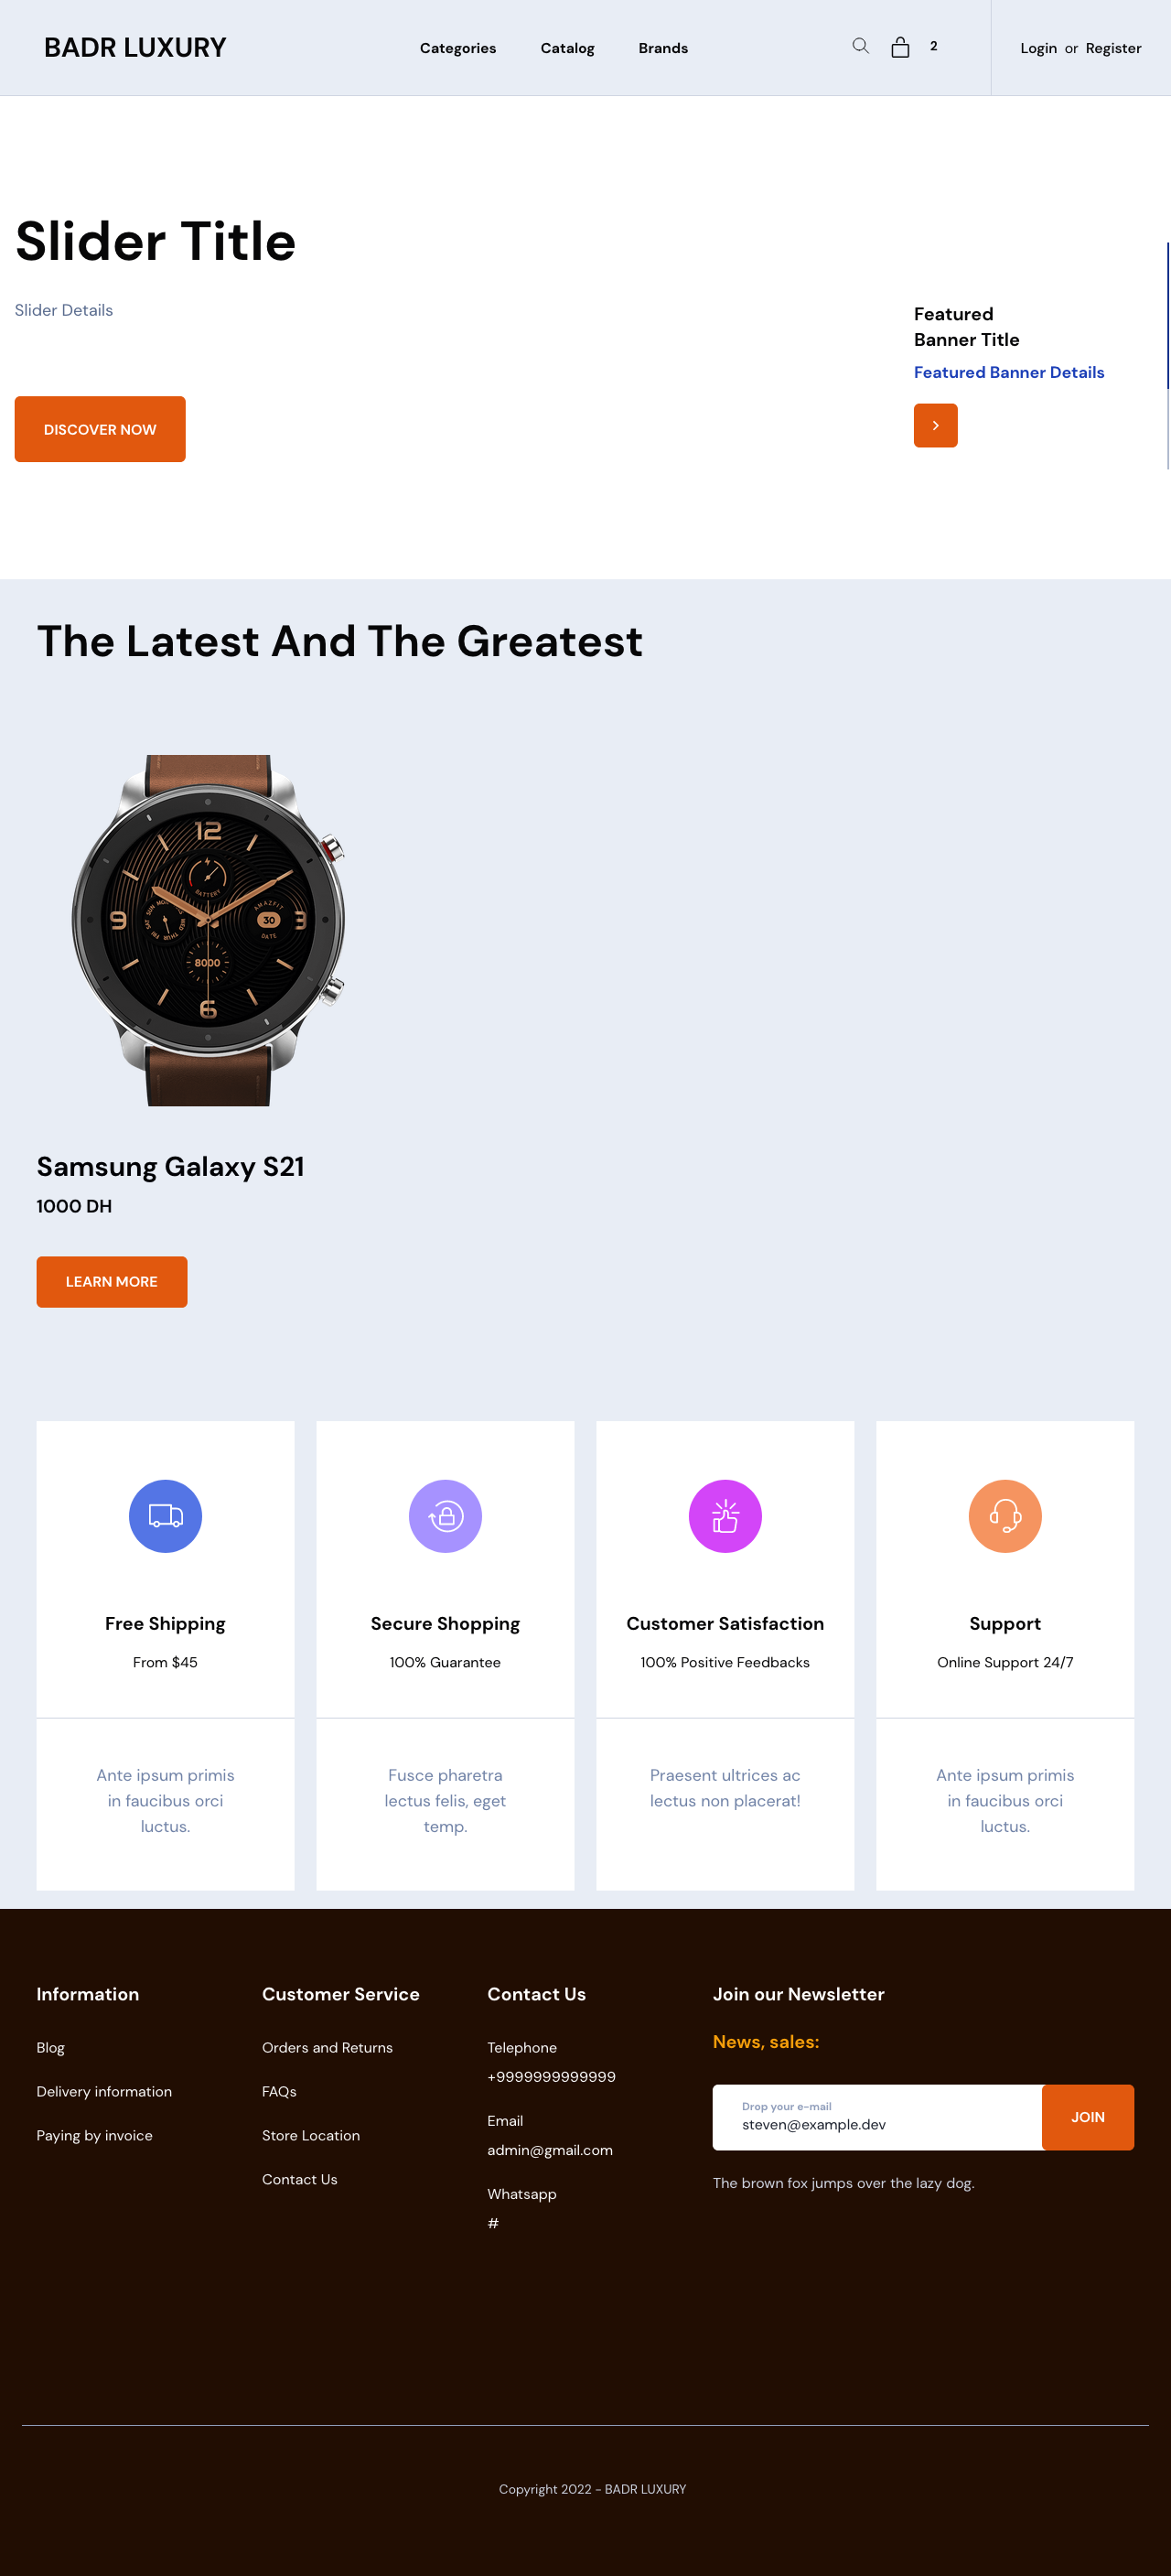 BADR LUXURY
Categories
Catalog
Brands
2
Login or Register
Slider Title
Slider Details
DISCOVER NOW
Featured
Banner Title
Featured Banner Details
The Latest And The Greatest
12
BATTERY
AMAZFIT
30
DATE
9
3
SUN MON
WED THU FRI SAT
8000
6
Samsung Galaxy S21
1000 DH
LEARN MORE
Free Shipping
From $45
Ante ipsum primis
in faucibus orci
luctus.
Secure Shopping
100% Guarantee
Fusce pharetra
lectus felis, eget
temp.
Customer Satisfaction
100% Positive Feedbacks
Praesent ultrices ac
lectus non placerat!
Support
Online Support 24/7
Ante ipsum primis
in faucibus orci
luctus.
Information
Blog
Delivery information
Paying by invoice
Customer Service
Orders and Returns
FAQs
Store Location
Contact Us
Contact Us
Telephone
+9999999999999
Email
admin@gmail.com
Whatsapp
#
Join our Newsletter
News, sales:
Drop your e-mail
steven@example.dev
JOIN
The brown fox jumps over the lazy dog.
Copyright 2022 - BADR LUXURY